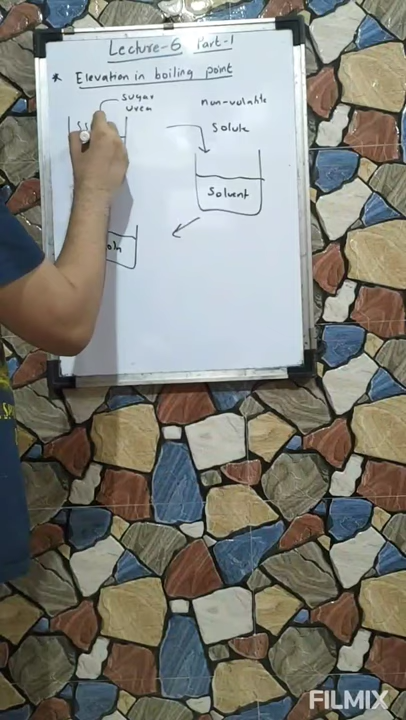 Lecture-6 Part-1
* Elevation in boiling point
Sugar
urea
non-volatile
Solute
Solvent
FILMIX